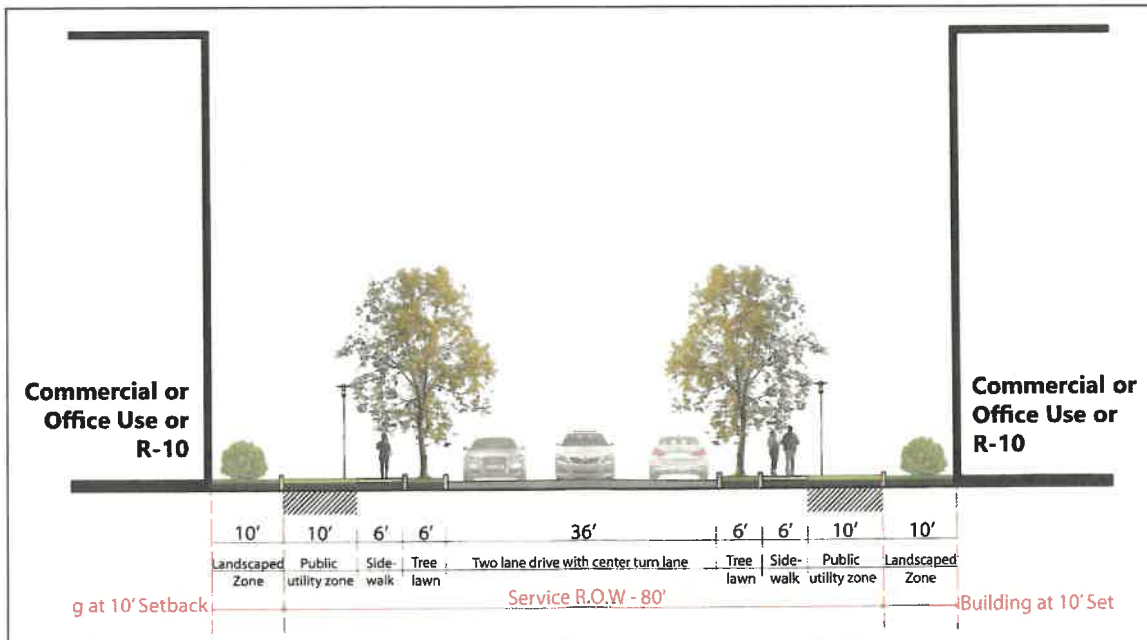 Commercial or
Office Use or
R-10
Commercial or
Office Use or
R-10
10' 10' 6' 6' 36' 6' 6' 10' 10'
Landscaped Zone Public utility zone Side-walk Tree lawn Two lane drive with center turn lane Tree lawn Side-walk Public utility zone Landscaped Zone
g at 10' Setback Service R.O.W - 80' Building at 10' Set